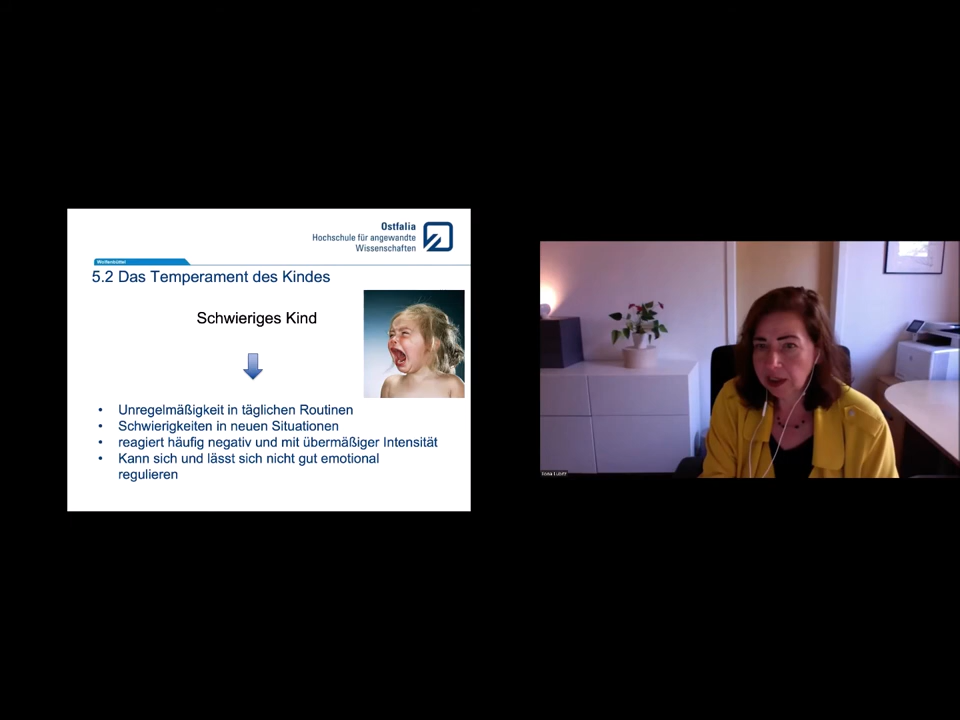 Ostfalia
Hochschule für angewandte
Wissenschaften
Wolfenbüttel
5.2 Das Temperament des Kindes
Schwieriges Kind
• Unregelmäßigkeit in täglichen Routinen
• Schwierigkeiten in neuen Situationen
• reagiert häufig negativ und mit übermäßiger Intensität
• Kann sich und lässt sich nicht gut emotional
regulieren